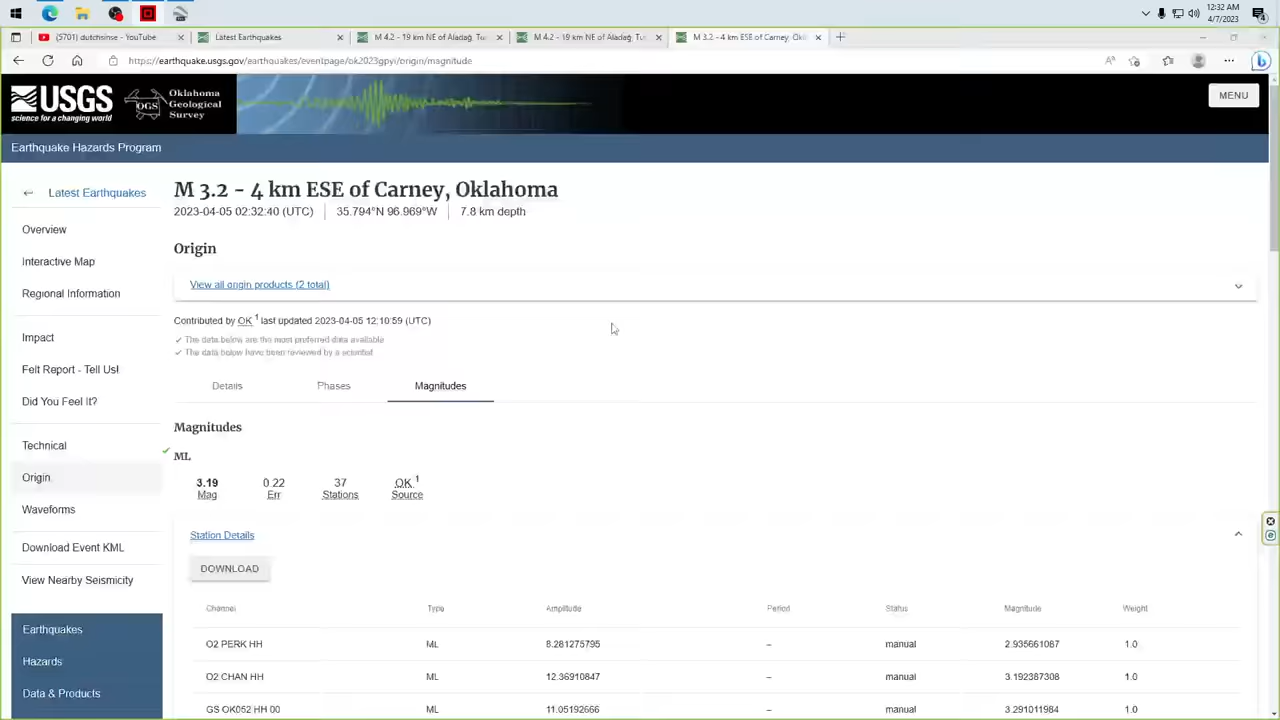 12:32 AM
4/7/2023
(5701) dutchsinse - YouTube
Latest Earthquakes
M 4.2 - 19 km NE of Aladağ, Tur
M 4.2 - 19 km NE of Aladağ, Tur
M 3.2 - 4 km ESE of Carney, Okl
https://earthquake.usgs.gov/earthquakes/eventpage/ok2023gpyi/origin/magnitude
USGS
science for a changing world
OGS
Oklahoma
Geological
Survey
MENU
Earthquake Hazards Program
Latest Earthquakes
M 3.2 - 4 km ESE of Carney, Oklahoma
2023-04-05 02:32:40 (UTC) 35.794°N 96.969°W 7.8 km depth
Overview
Interactive Map
Regional Information
Impact
Felt Report - Tell Us!
Did You Feel It?
Technical
Origin
Waveforms
Download Event KML
View Nearby Seismicity
Earthquakes
Hazards
Data & Products
Origin
View all origin products (2 total)
Contributed by OK 1 last updated 2023-04-05 12:10:59 (UTC)
✓ The data below are the most preferred data available
✓ The data below have been reviewed by a scientist
Details Phases Magnitudes
Magnitudes
ML
3.19 0.22 37 OK 1
Mag Err Stations Source
Station Details
DOWNLOAD
Channel Type Amplitude Period Status Magnitude Weight
O2 PERK HH ML 8.281275795 – manual 2.935661087 1.0
O2 CHAN HH ML 12.36910847 – manual 3.192387308 1.0
GS OK052 HH 00 ML 11.05192666 – manual 3.291011984 1.0